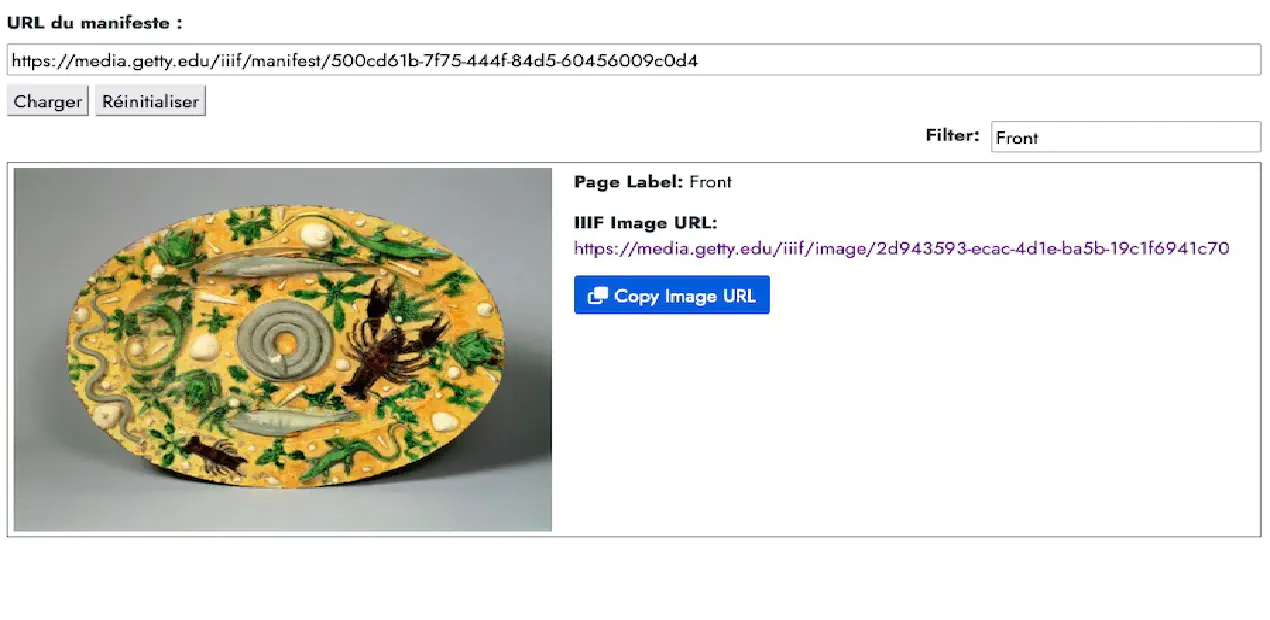 URL du manifeste :
https://media.getty.edu/iiif/manifest/500cd61b-7f75-444f-84d5-60456009c0d4
Charger Réinitialiser
Filter: Front
Page Label: Front
IIIF Image URL:
https://media.getty.edu/iiif/image/2d943593-ecac-4d1e-ba5b-19c1f6941c70
Copy Image URL